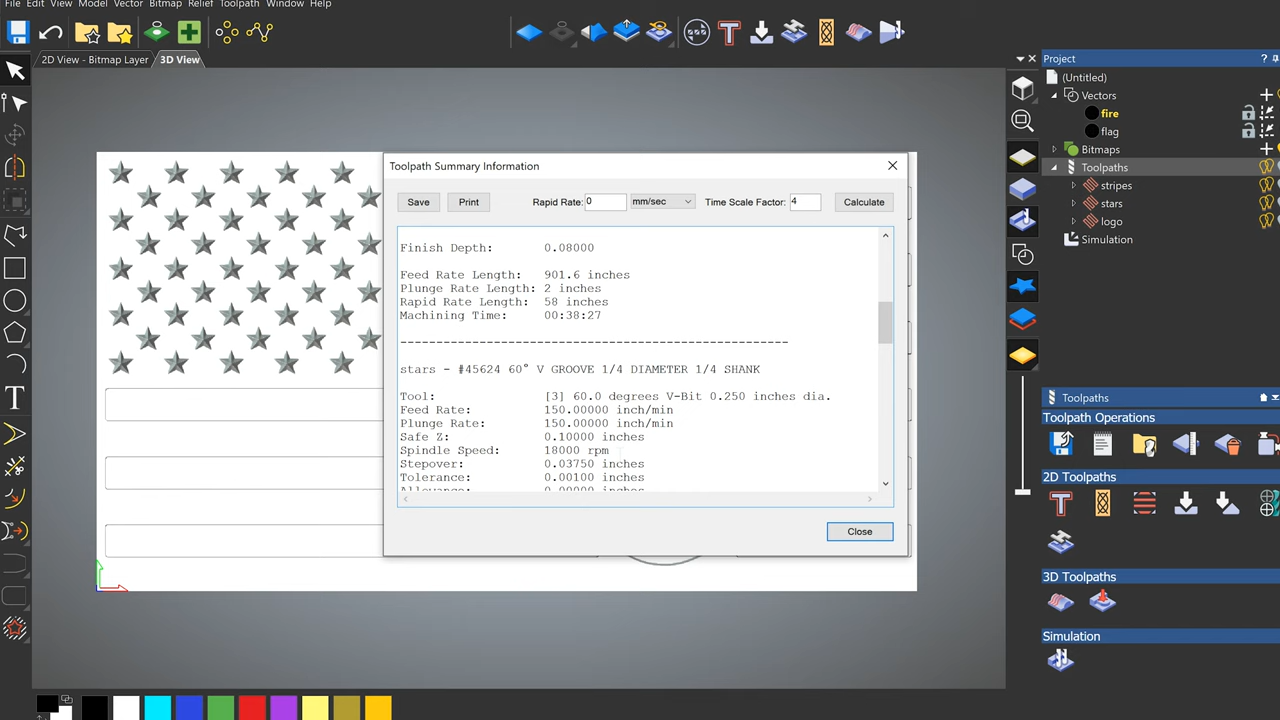 File Edit View Model Vector Bitmap Relief Toolpath Window Help
2D View - Bitmap Layer
3D View
Project
(Untitled)
Vectors
fire
flag
Bitmaps
Toolpaths
stripes
stars
logo
Simulation
Toolpath Summary Information
Save
Print
Rapid Rate: 0
mm/sec
Time Scale Factor: 4
Calculate
Finish Depth: 0.08000
Feed Rate Length: 901.6 inches
Plunge Rate Length: 2 inches
Rapid Rate Length: 58 inches
Machining Time: 00:38:27
----------------------------------------------------
stars - #45624 60° V GROOVE 1/4 DIAMETER 1/4 SHANK
Tool: [3] 60.0 degrees V-Bit 0.250 inches dia.
Feed Rate: 150.00000 inch/min
Plunge Rate: 150.00000 inch/min
Safe Z: 0.10000 inches
Spindle Speed: 18000 rpm
Stepover: 0.03750 inches
Tolerance: 0.00100 inches
Allowance: 0.00000 inches
Close
Toolpaths
Toolpath Operations
2D Toolpaths
3D Toolpaths
Simulation